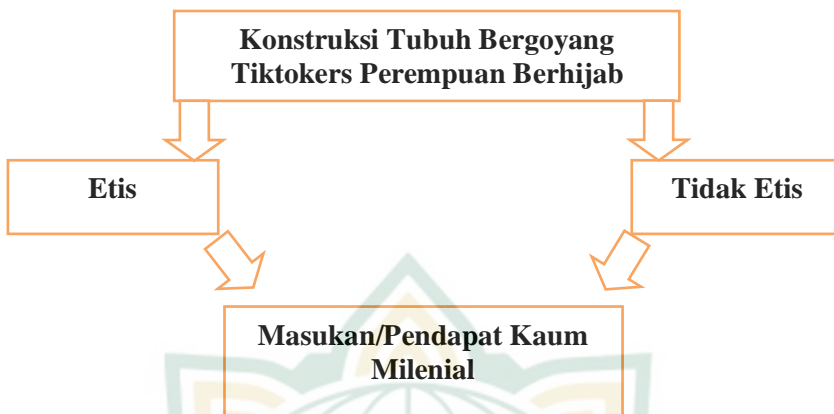 Konstruksi Tubuh Bergoyang
Tiktokers Perempuan Berhijab
Etis
Tidak Etis
Masukan/Pendapat Kaum
Milenial